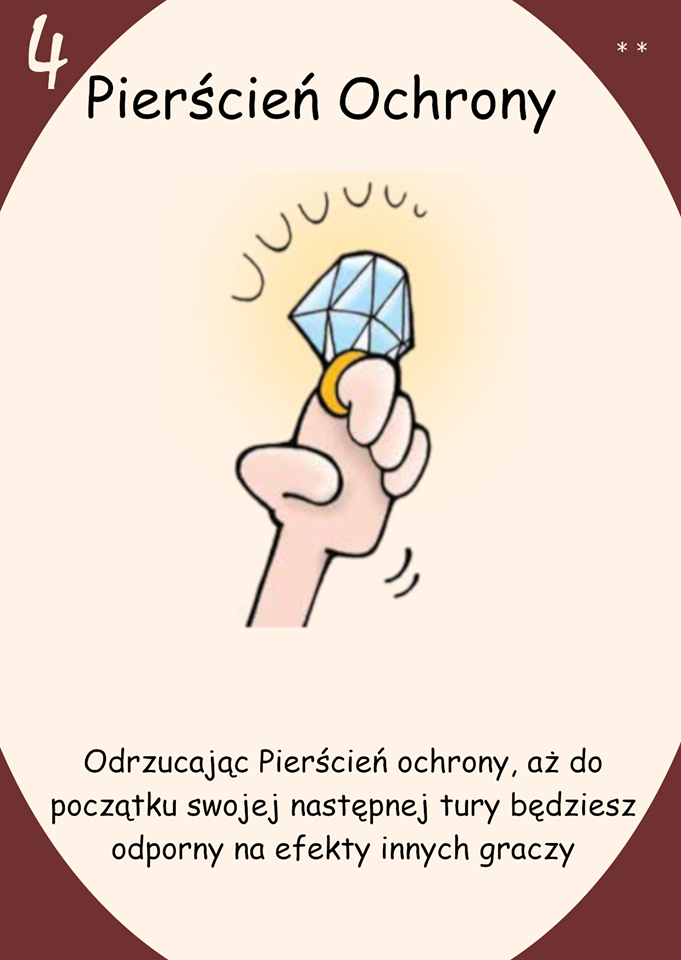 4
* *
Pierścień Ochrony
Odrzucając Pierścień ochrony, aż do
początku swojej następnej tury będziesz
odporny na efekty innych graczy